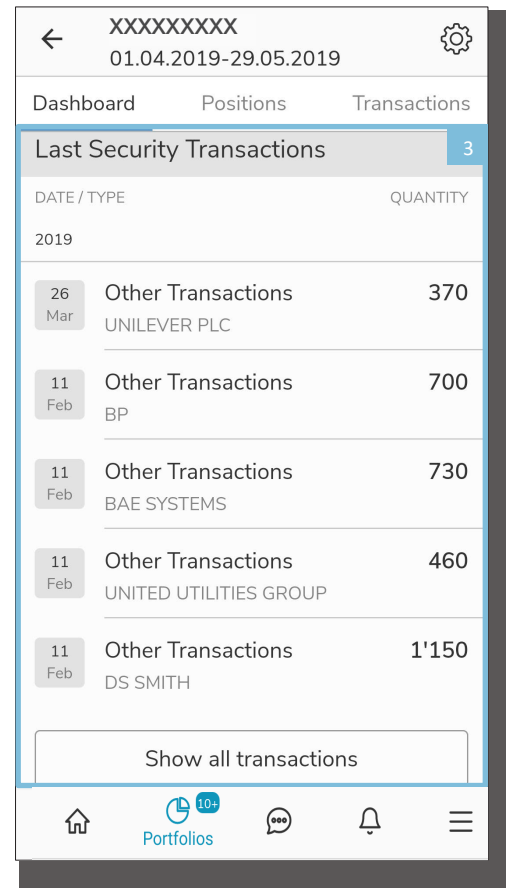 XXXXXXXXX
01.04.2019-29.05.2019
Dashboard Positions Transactions
Last Security Transactions 3
DATE / TYPE QUANTITY
2019
26 Other Transactions 370
Mar UNILEVER PLC
11 Other Transactions 700
Feb BP
11 Other Transactions 730
Feb BAE SYSTEMS
11 Other Transactions 460
Feb UNITED UTILITIES GROUP
11 Other Transactions 1'150
Feb DS SMITH
Show all transactions
10+
Portfolios